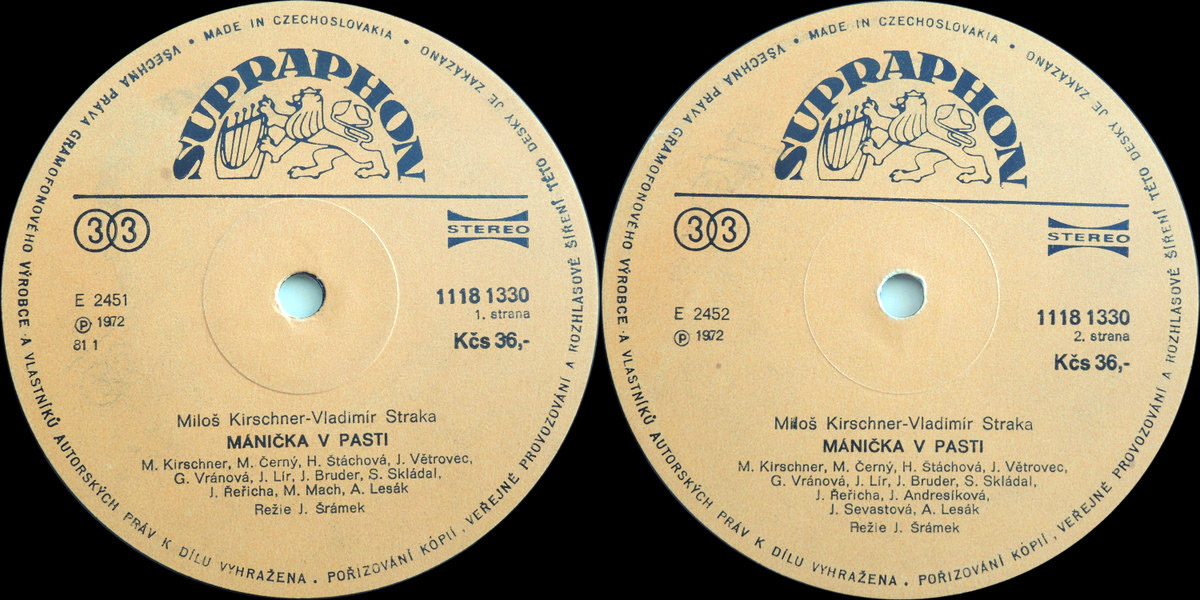 VŠECHNA PRÁVA GRAMOFONOVÉHO VÝROBCE · A VLASTNÍKŮ AUTORSKÝCH PRÁV K DÍLU VYHRAŽENA . POŘIZOVÁNÍ KÓPIÍ , VEŘEJNÉ PROVOZOVÁNÍ A ROZHLASOVÉ ŠÍŘENÍ TÉTO DESKY JE ZAKÁZÁNO
• MADE IN CZECHOSLOVAKIA •
SUPRAPHON
33
STEREO
E 2451
Ⓟ 1972
81 1
1118 1330
1. strana
Kčs 36,-
Miloš Kirschner-Vladimír Straka
MÁNIČKA V PASTI
M. Kirschner, M. Černý, H. Štáchová, J. Větrovec,
G. Vránová, J. Lír, J. Bruder, S. Skládal,
J. Řeřicha, M. Mach, A. Lesák
Režie J. Šrámek
VŠECHNA PRÁVA GRAMOFONOVÉHO VÝROBCE · A VLASTNÍKŮ AUTORSKÝCH PRÁV K DÍLU VYHRAŽENA . POŘIZOVÁNÍ KÓPIÍ , VEŘEJNÉ PROVOZOVÁNÍ A ROZHLASOVÉ ŠÍŘENÍ TÉTO DESKY JE ZAKÁZÁNO
• MADE IN CZECHOSLOVAKIA •
SUPRAPHON
33
STEREO
E 2452
Ⓟ 1972
1118 1330
2. strana
Kčs 36,-
Miloš Kirschner-Vladimír Straka
MÁNIČKA V PASTI
M. Kirschner, M. Černý, H. Štáchová, J. Větrovec,
G. Vránová, J. Lír, J. Bruder, S. Skládal,
J. Řeřicha, J. Andresíková,
J. Sevastová, A. Lesák
Režie J. Šrámek